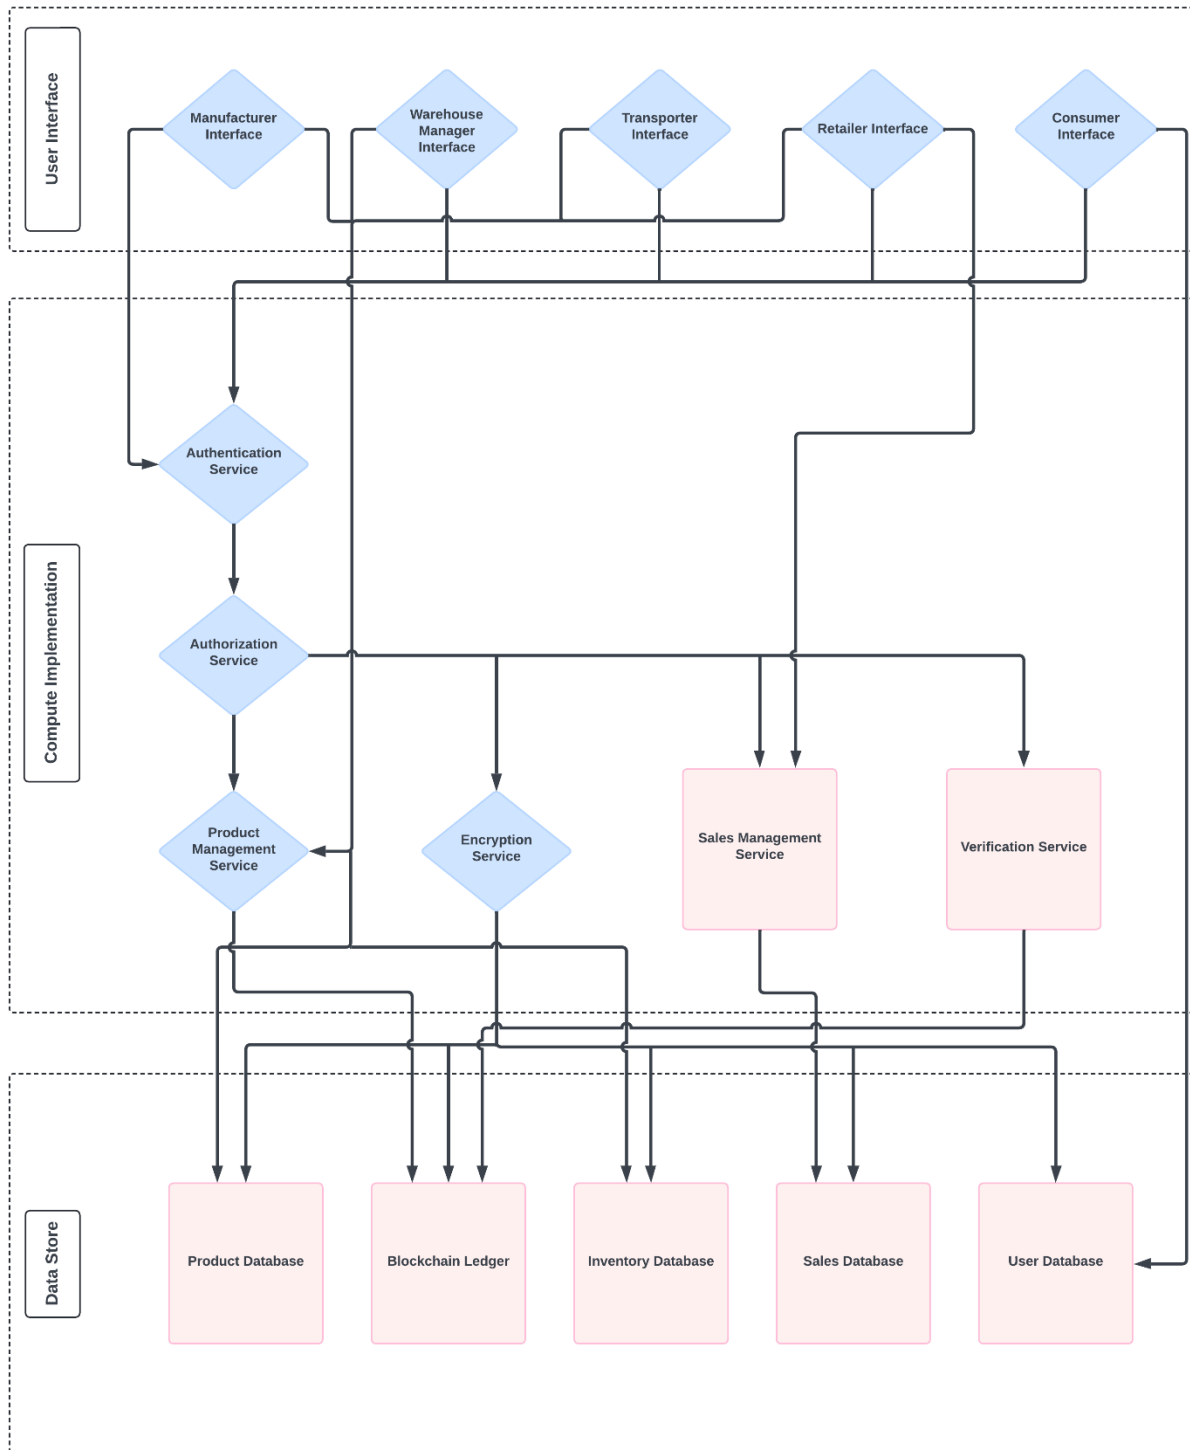 User Interface
Manufacturer
Interface
Warehouse
Manager
Interface
Transporter
Interface
Retailer Interface
Consumer
Interface
Compute Implementation
Authentication
Service
Authorization
Service
Product
Management
Service
Encryption
Service
Sales Management
Service
Verification Service
Data Store
Product Database
Blockchain Ledger
Inventory Database
Sales Database
User Database